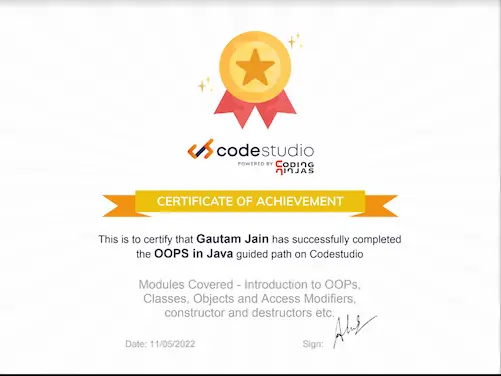 codestudio
POWERED BY CODING NINJAS
CERTIFICATE OF ACHIEVEMENT
This is to certify that Gautam Jain has successfully completed
the OOPS in Java guided path on Codestudio
Modules Covered - Introduction to OOPs,
Classes, Objects and Access Modifiers,
constructor and destructors etc.
Date: 11/05/2022 Sign: